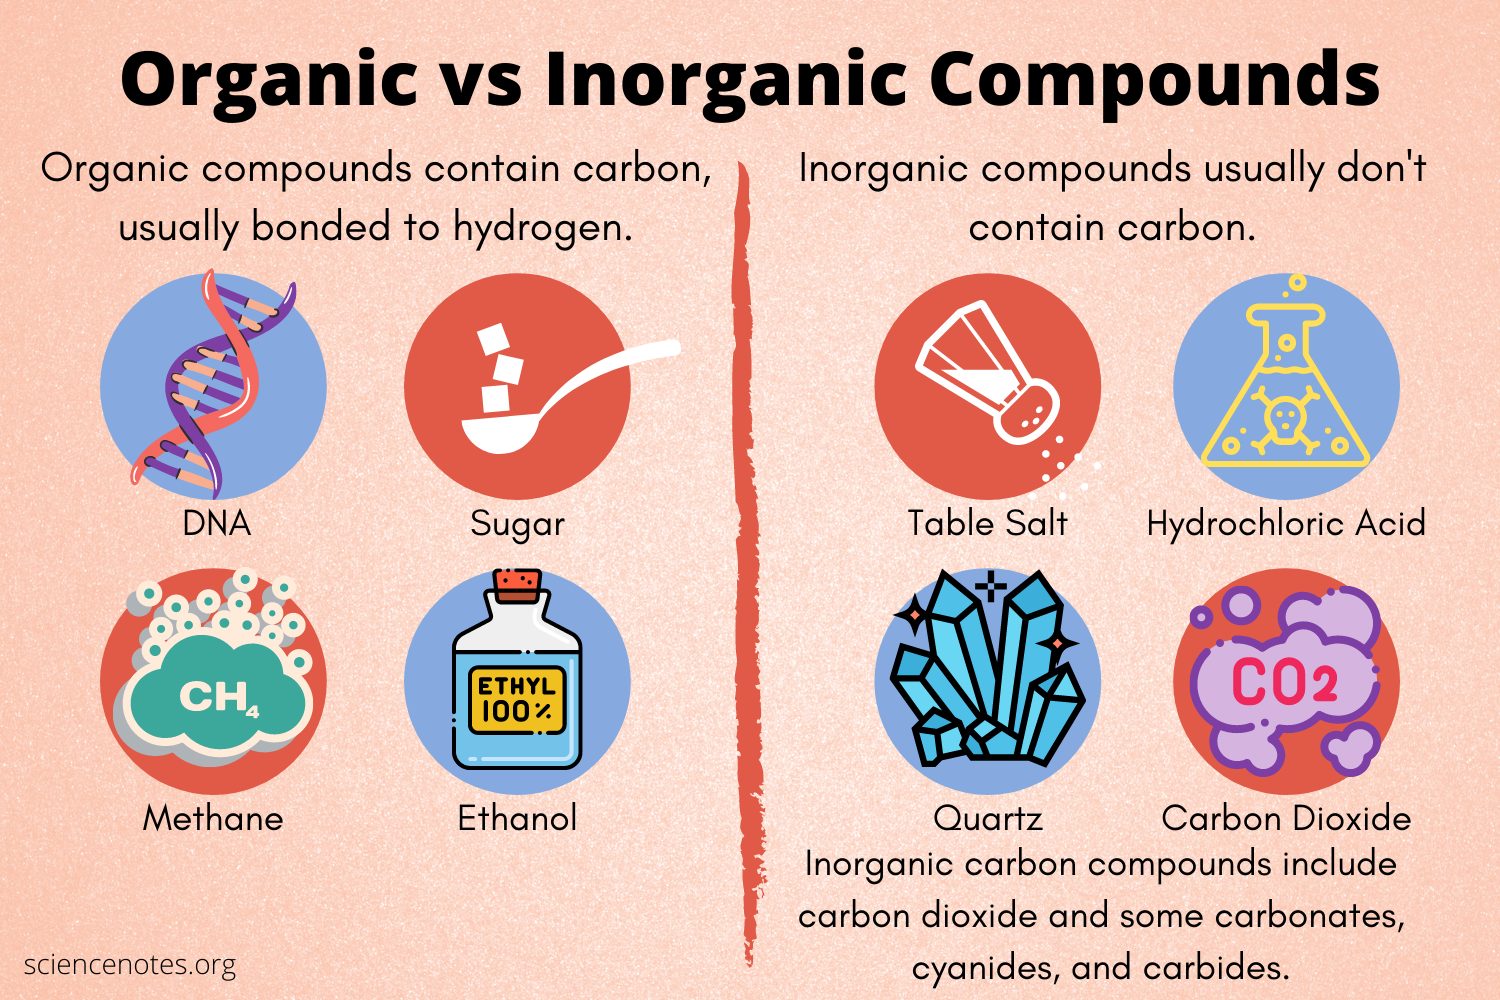 Organic vs Inorganic Compounds
Organic compounds contain carbon,
usually bonded to hydrogen.
DNA
Sugar
CH₄
ETHYL
100%
Methane
Ethanol
Inorganic compounds usually don't
contain carbon.
Table Salt
Hydrochloric Acid
CO2
Quartz
Carbon Dioxide
Inorganic carbon compounds include
carbon dioxide and some carbonates,
cyanides, and carbides.
sciencenotes.org